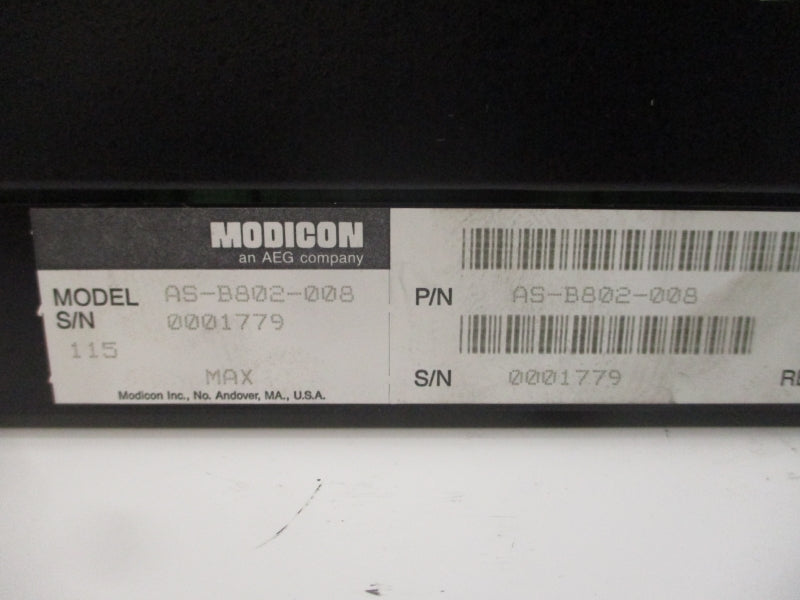 MODICON
an AEG company
MODEL AS-B802-008
S/N 0001779
115
MAX
Modicon Inc., No. Andover, MA., U.S.A.
P/N AS-B802-008
S/N 0001779